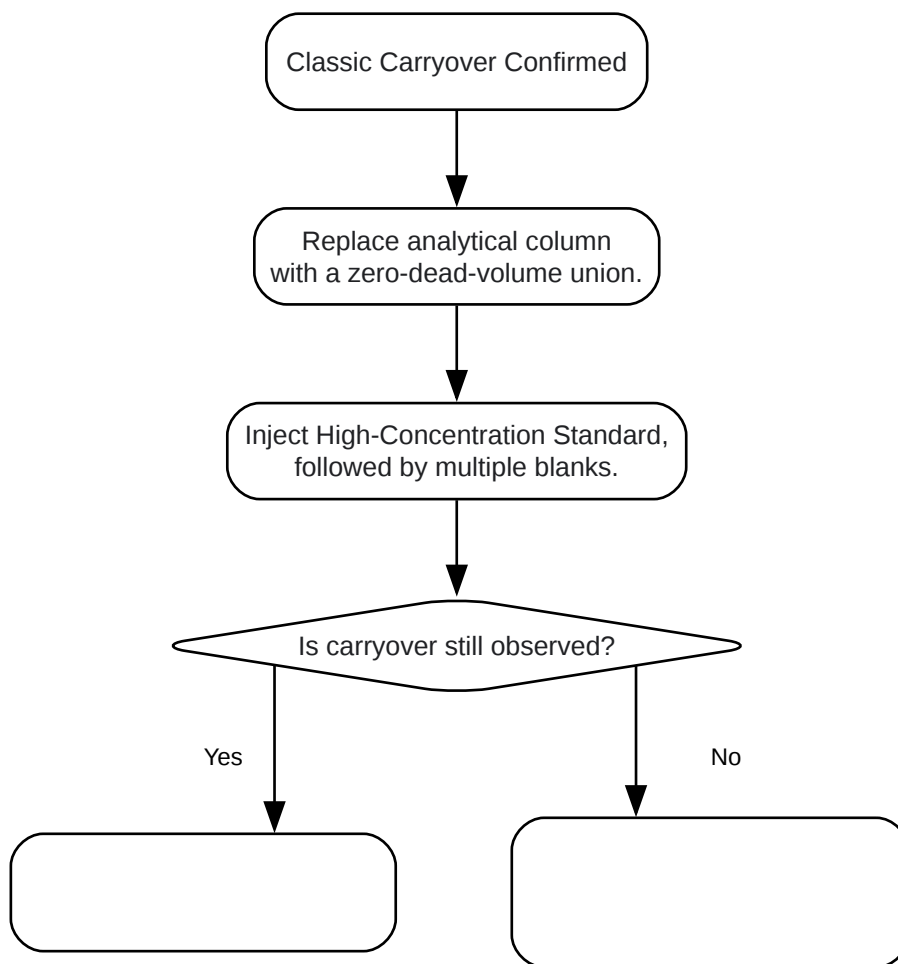 Classic Carryover Confirmed
Replace analytical column
with a zero-dead-volume union.
Inject High-Concentration Standard,
followed by multiple blanks.
Is carryover still observed?
Yes
No